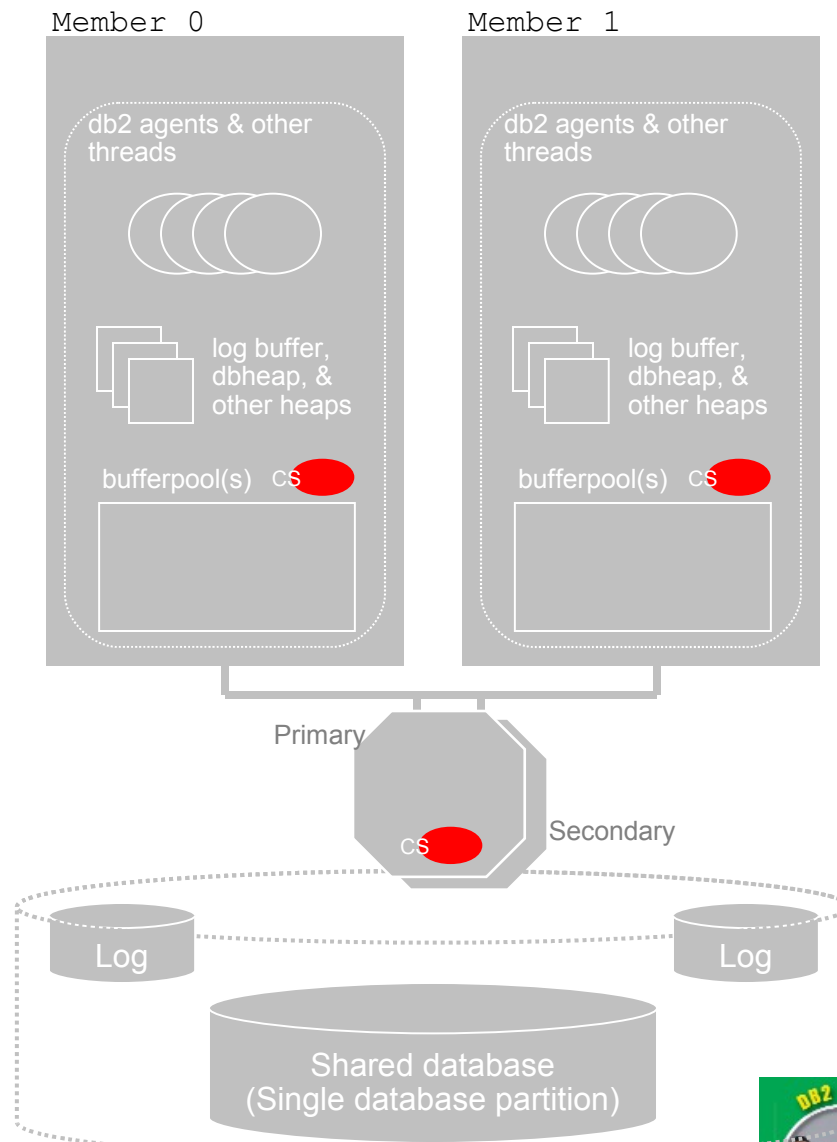 Member 0
Member 1
db2 agents & other
threads
log buffer,
dbheap, &
other heaps
bufferpool(s)
CS
db2 agents & other
threads
log buffer,
dbheap, &
other heaps
bufferpool(s)
CS
Primary
CS
Secondary
Log
Log
Shared database
(Single database partition)
DB2